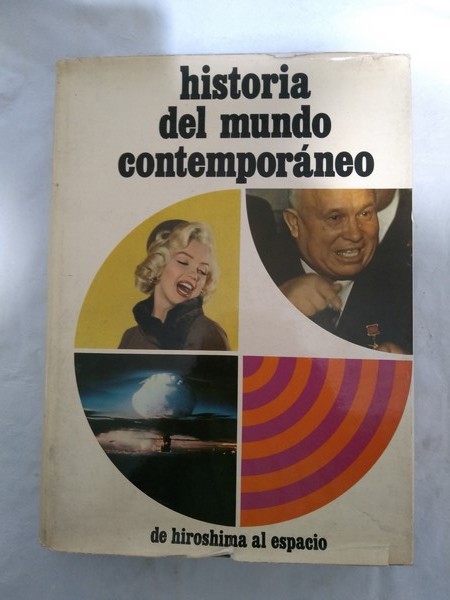 historia
del mundo
contemporáneo
de hiroshima al espacio